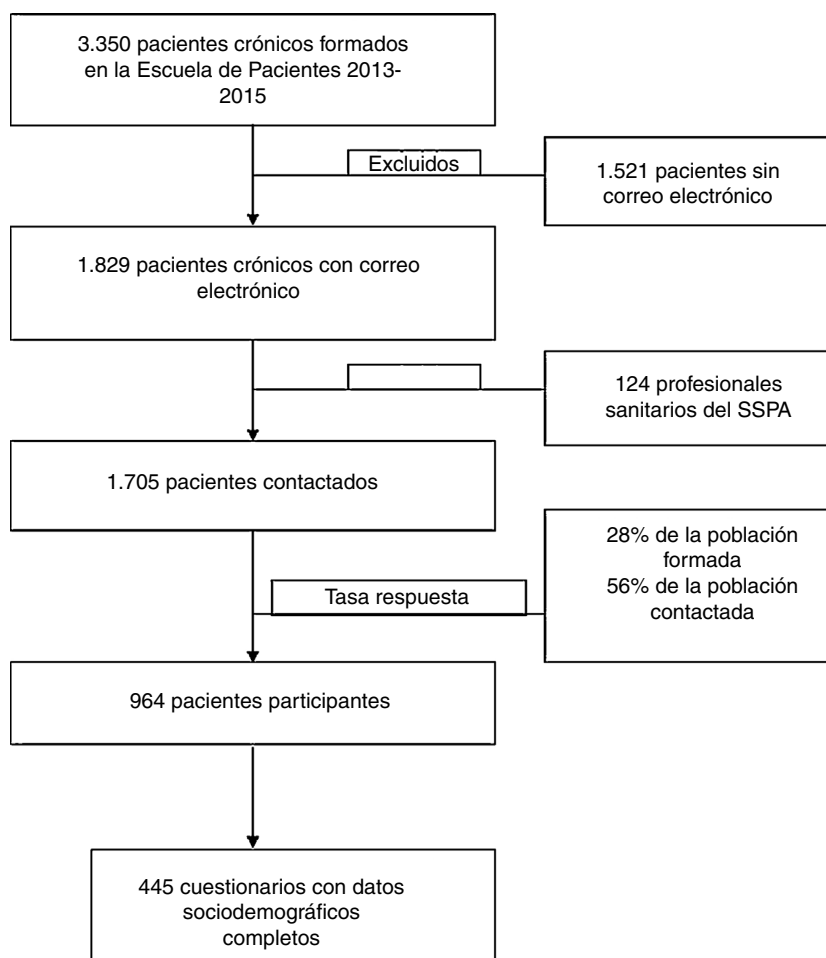 3.350 pacientes crónicos formados
en la Escuela de Pacientes 2013-
2015
Excluidos
1.521 pacientes sin
correo electrónico
1.829 pacientes crónicos con correo
electrónico
124 profesionales
sanitarios del SSPA
1.705 pacientes contactados
28% de la población
formada
56% de la población
contactada
Tasa respuesta
964 pacientes participantes
445 cuestionarios con datos
sociodemográficos
completos